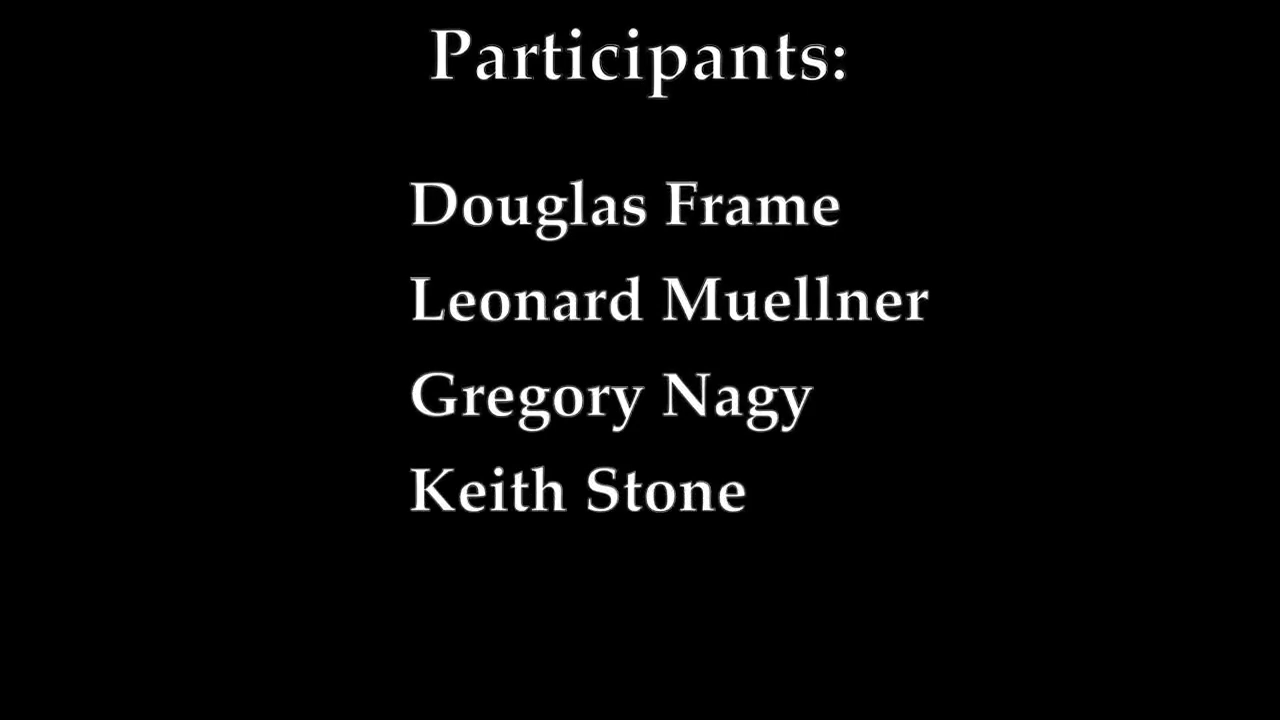 Participants:
Douglas Frame
Leonard Muellner
Gregory Nagy
Keith Stone